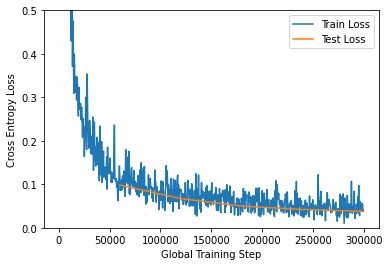 Train Loss
Test Loss
Cross Entropy Loss
0.5
0.4
0.3
0.2
0.1
0.0
0 50000 100000 150000 200000 250000 300000
Global Training Step